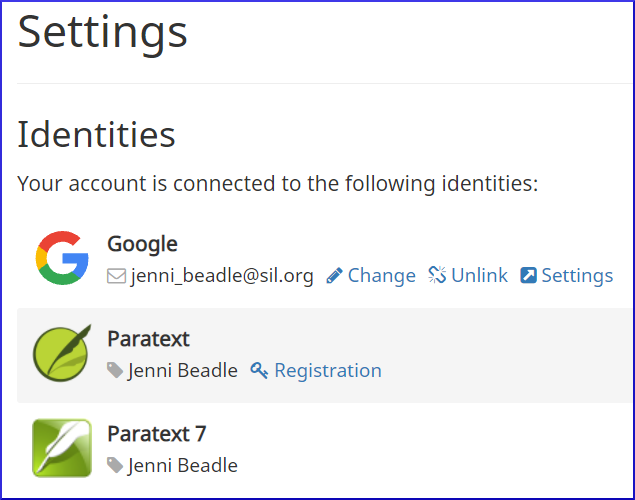 Settings
Identities
Your account is connected to the following identities:
Google
jenni_beadle@sil.org Change Unlink Settings
Paratext
Jenni Beadle Registration
Paratext 7
Jenni Beadle